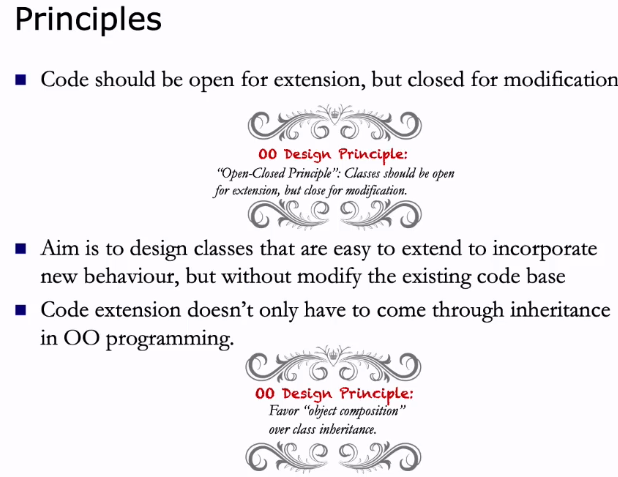 Principles
Code should be open for extension, but closed for modification
OO Design Principle:
“Open-Closed Principle”: Classes should be open
for extension, but close for modification.
Aim is to design classes that are easy to extend to incorporate
new behaviour, but without modify the existing code base
Code extension doesn’t only have to come through inheritance
in OO programming.
OO Design Principle:
Favor “object composition”
over class inheritance.